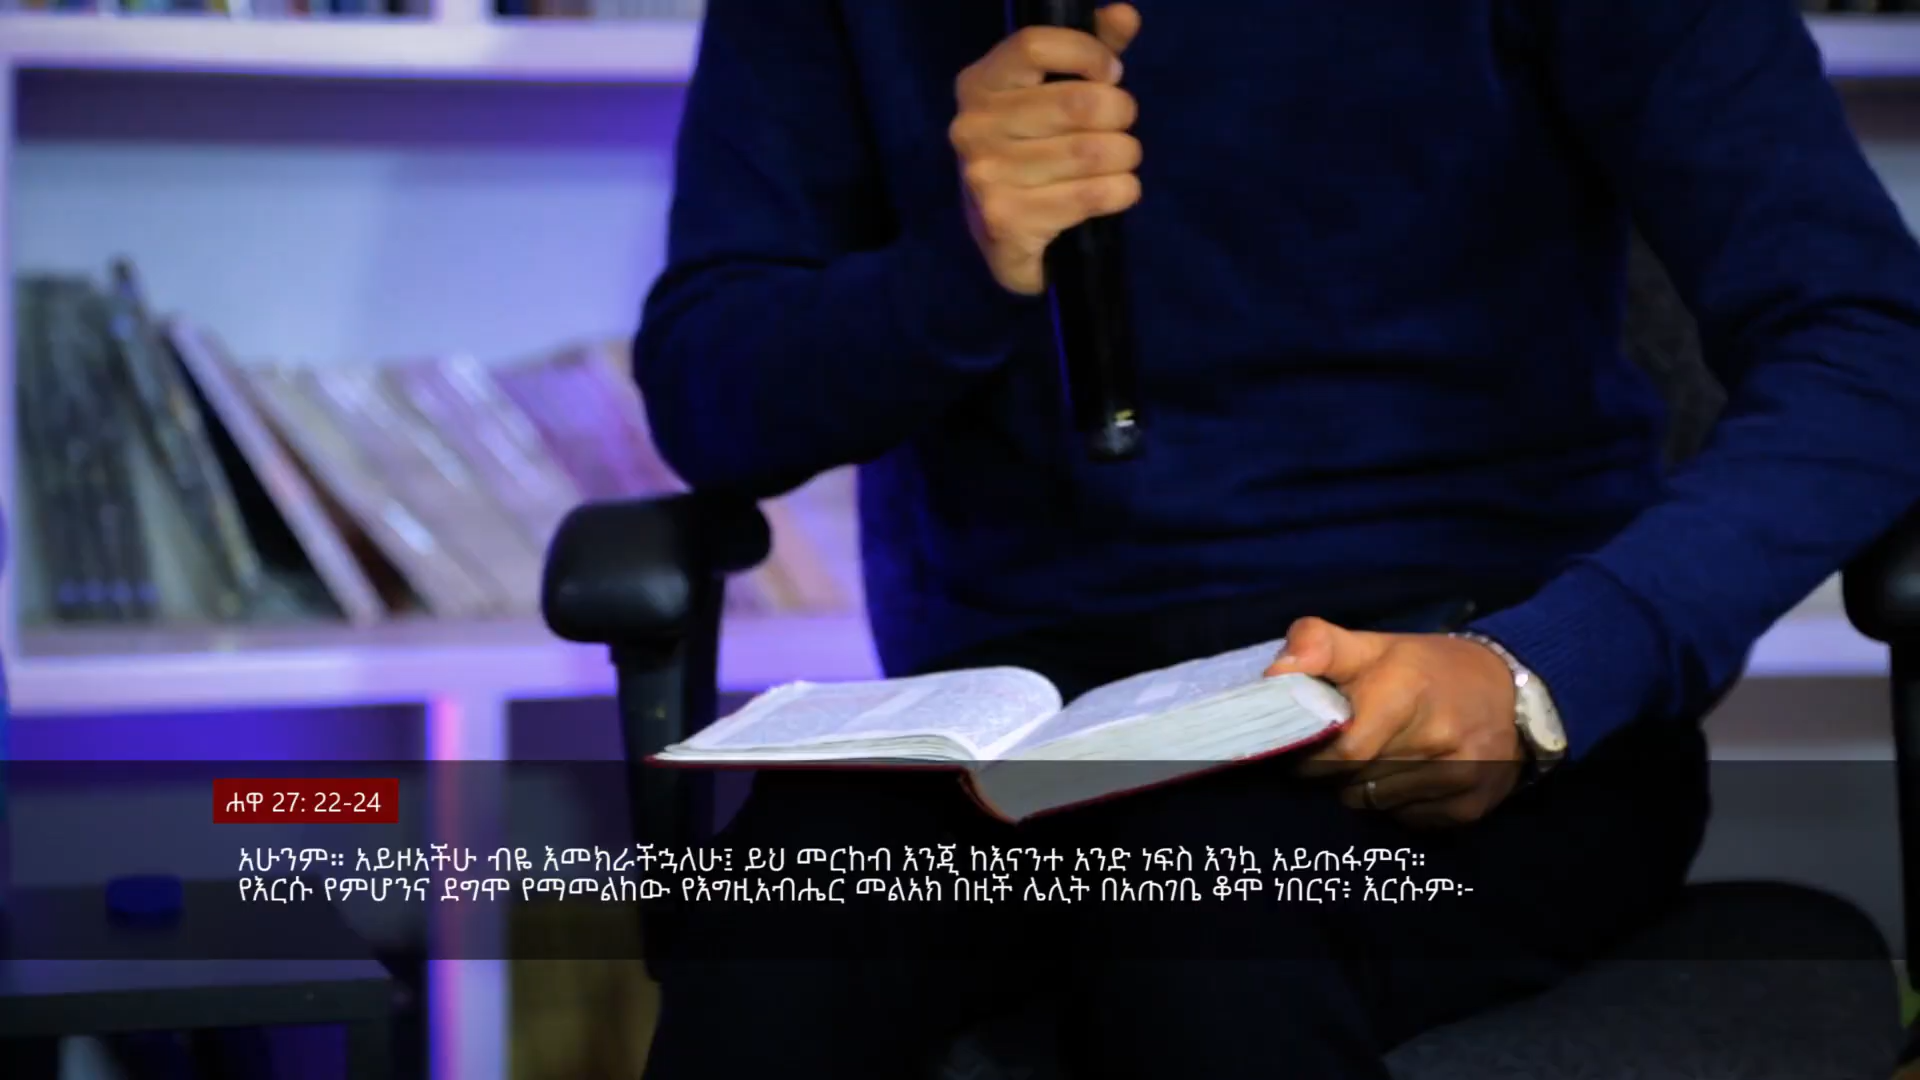 ሐዋ 27: 22-24
አሁንም። አይዞአችሁ ብዬ እመክራችኋለሁ፤ ይህ መርከብ እንጂ ከእናንተ አንድ ነፍስ እንኳ አይጠፋምና።
የእርሱ የምሆንና ደግሞ የማመልከው የእግዚአብሔር መልአክ በዚች ሌሊት በአጠገቤ ቆሞ ነበርና፥ እርሱም፡-